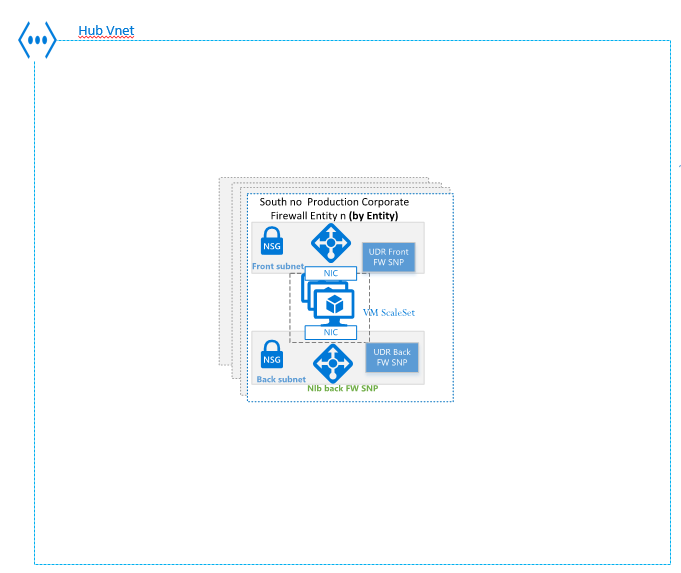 Hub Vnet
South no Production Corporate
Firewall Entity n (by Entity)
NSG
UDR Front
FW SNP
Front subnet
NIC
VM ScaleSet
NIC
NSG
UDR Back
FW SNP
Back subnet
Nlb back FW SNP